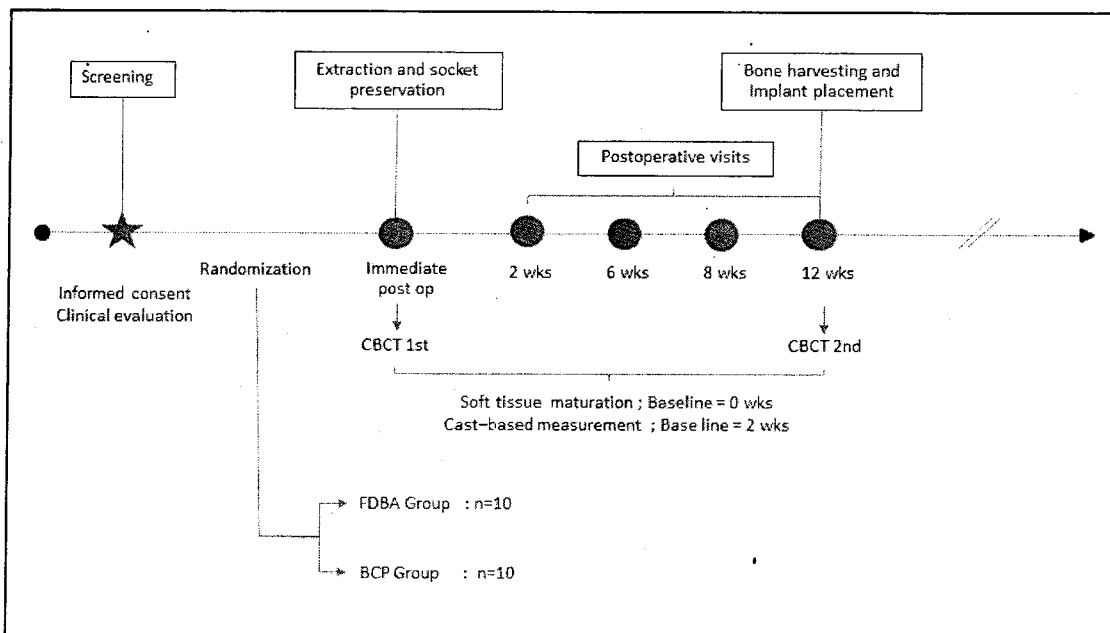 Screening
Extraction and socket
preservation
Bone harvesting and
Implant placement
Postoperative visits
Randomization
Immediate
post op
2 wks
6 wks
8 wks
12 wks
Informed consent
Clinical evaluation
CBCT 1st
CBCT 2nd
Soft tissue maturation ; Baseline = 0 wks
Cast-based measurement ; Base line = 2 wks
FDBA Group : n=10
BCP Group : n=10